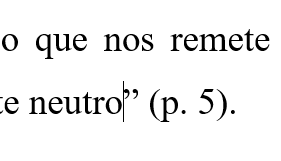 o que nos remete
te neutro” (p. 5).